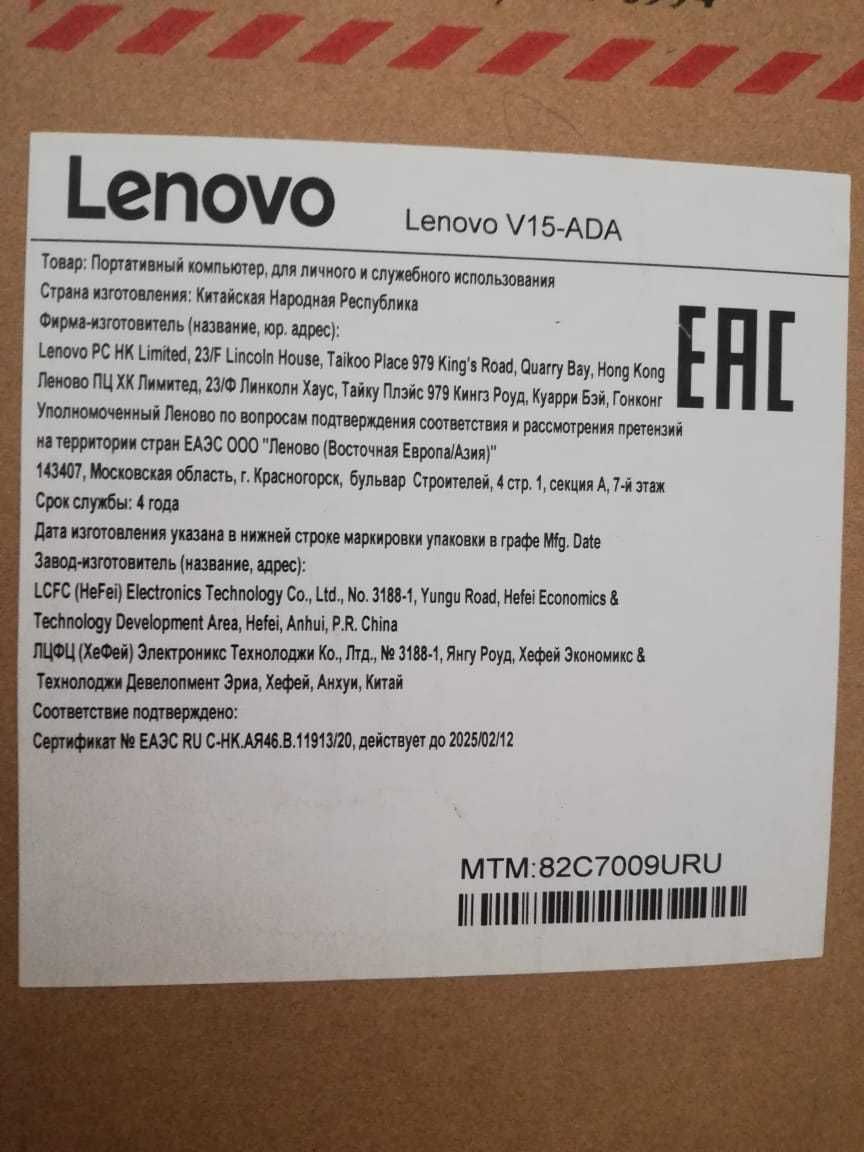 Lenovo
Lenovo V15-ADA
Товар: Портативный компьютер, для личного и служебного использования
Страна изготовления: Китайская Народная Республика
Фирма-изготовитель (название, юр. адрес):
Lenovo PC HK Limited, 23/F Lincoln House, Taikoo Place 979 King's Road, Quarry Bay, Hong Kong
Леново ПЦ ХК Лимитед, 23/Ф Линколн Хаус, Тайку Плэйс 979 Кингз Роуд, Куарри Бэй, Гонконг
EAC
Уполномоченный Леново по вопросам подтверждения соответствия и рассмотрения претензий
на территории стран ЕАЭС ООО "Леново (Восточная Европа/Азия)"
143407, Московская область, г. Красногорск, бульвар Строителей, 4 стр. 1, секция А, 7-й этаж
Срок службы: 4 года
Дата изготовления указана в нижней строке маркировки упаковки в графе Mfg. Date
Завод-изготовитель (название, адрес):
LCFC (HeFei) Electronics Technology Co., Ltd., No. 3188-1, Yungu Road, Hefei Economics &
Technology Development Area, Hefei, Anhui, P.R. China
ЛЦФЦ (ХеФей) Электроникс Технолоджи Ко., Лтд., № 3188-1, Янгу Роуд, Хефей Экономикс &
Технолоджи Девелопмент Эриа, Хефей, Анхуи, Китай
Соответствие подтверждено:
Сертификат № ЕАЭС RU C-HK.АЯ46.B.11913/20, действует до 2025/02/12
MTM:82C7009URU